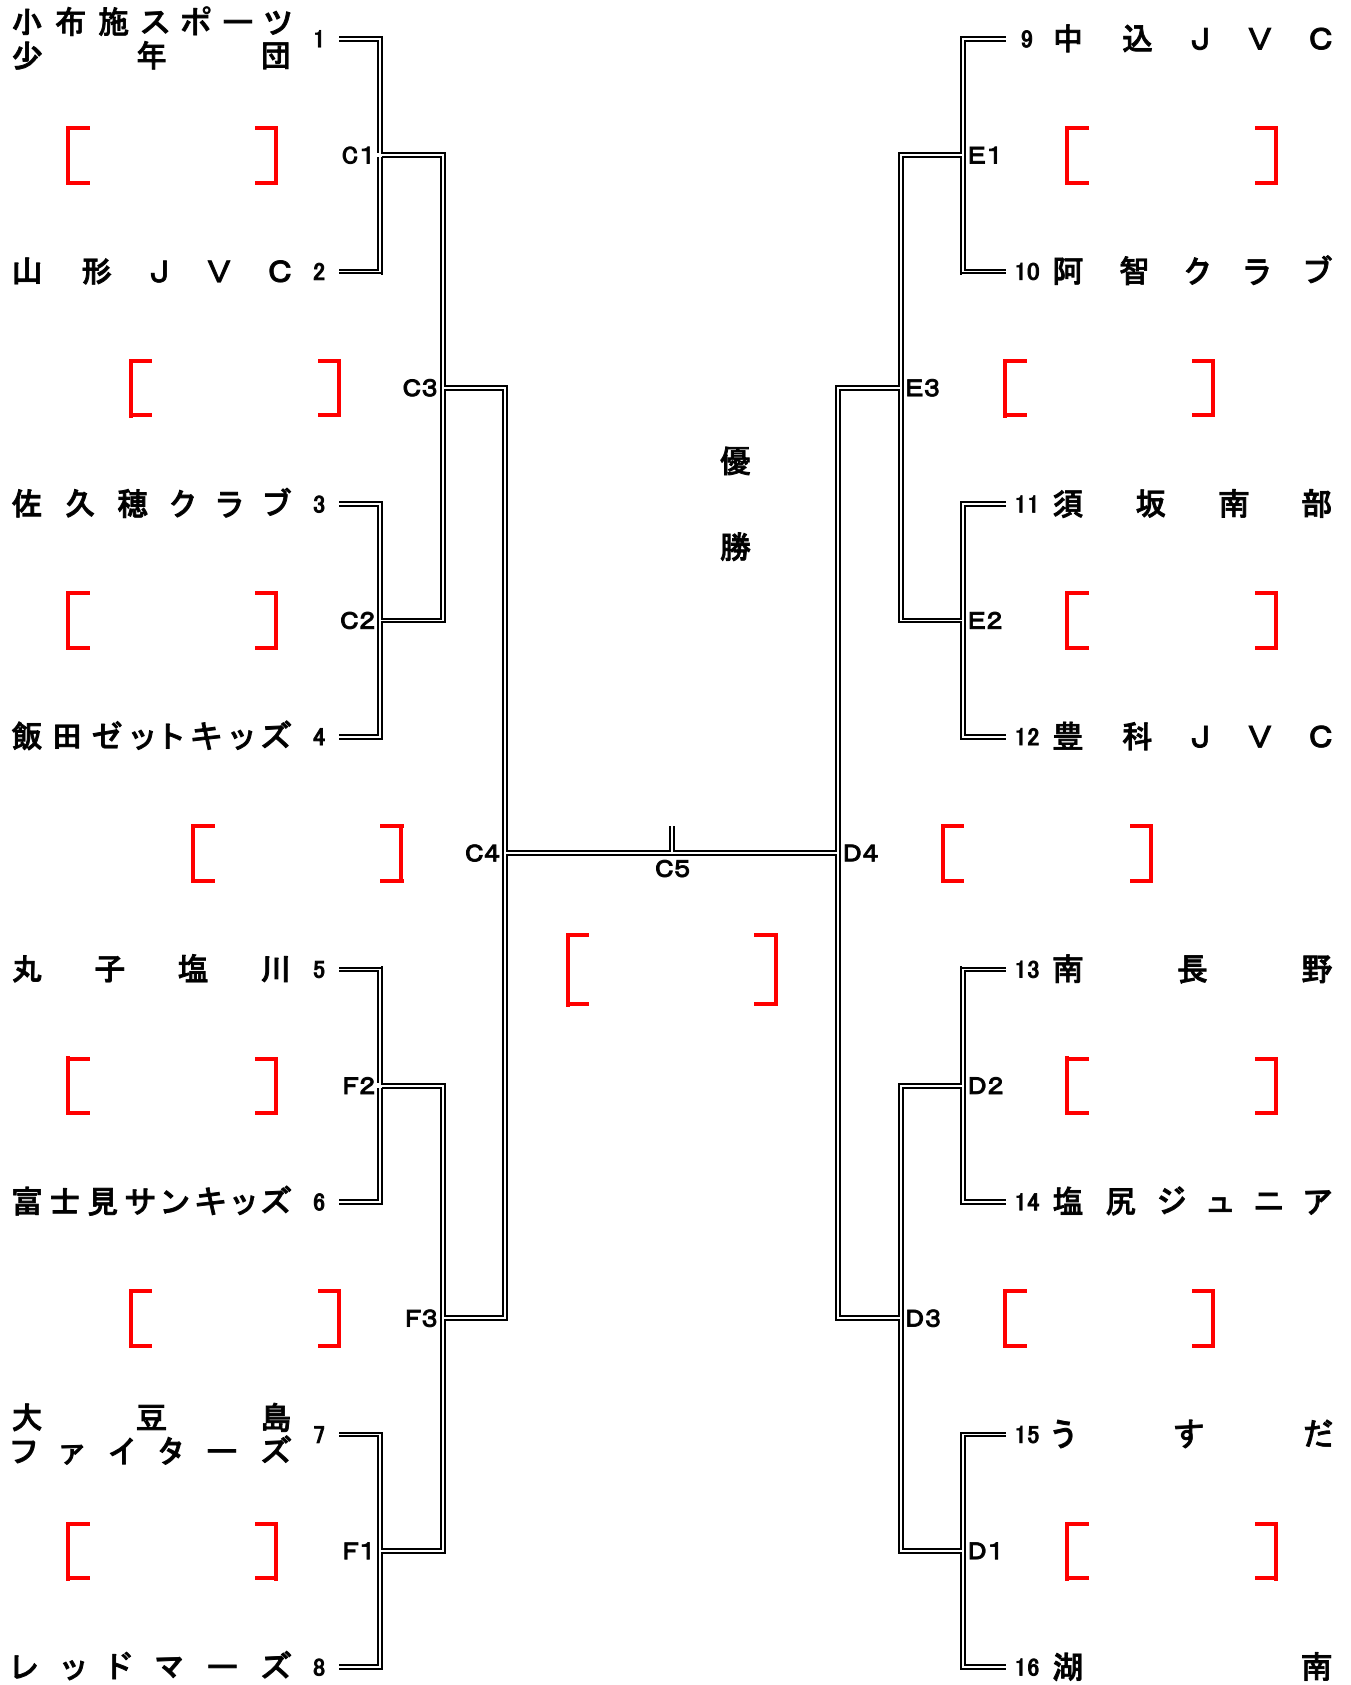 小布施スポーツ
少年団 1
C1
山形ＪＶＣ 2
C3
佐久穂クラブ 3
C2
飯田ゼットキッズ 4
C4
丸子塩川 5
F2
富士見サンキッズ 6
F3
大豆島
ファイターズ 7
F1
レッドマーズ 8
優
勝
C5
9 中込ＪＶＣ
E1
10 阿智クラブ
E3
11 須坂南部
E2
12 豊科ＪＶＣ
D4
13 南長野
D2
14 塩尻ジュニア
D3
15 うすだ
D1
16 湖南